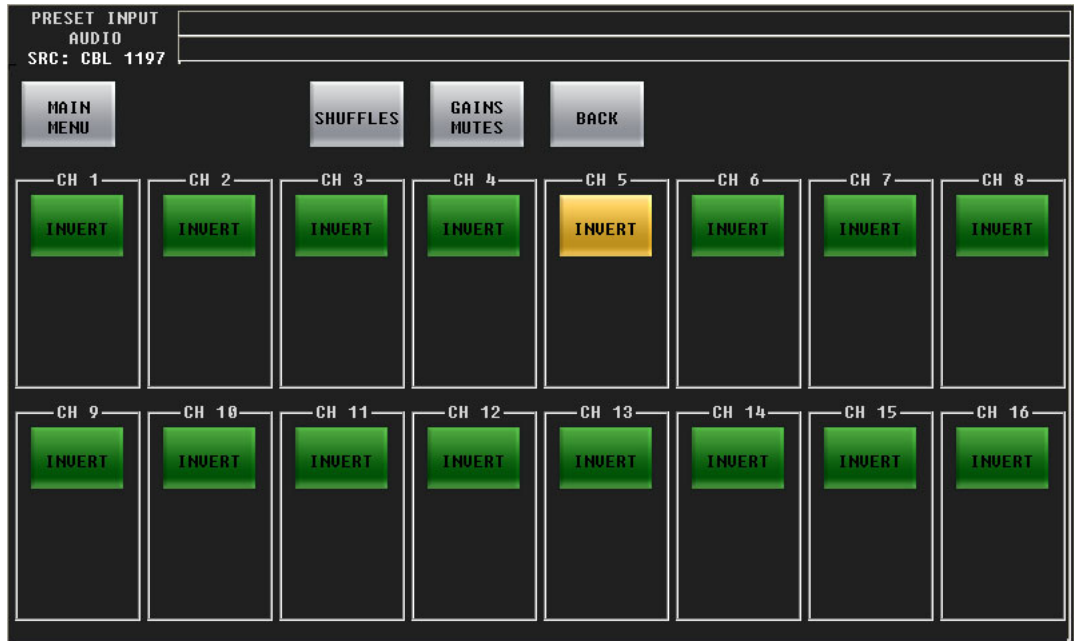 PRESET INPUT
AUDIO
SRC: CBL 1197
MAIN
MENU
SHUFFLES
GAINS
MUTES
BACK
CH 1 CH 2 CH 3 CH 4 CH 5 CH 6 CH 7 CH 8
INVERT INVERT INVERT INVERT INVERT INVERT INVERT INVERT
CH 9 CH 10 CH 11 CH 12 CH 13 CH 14 CH 15 CH 16
INVERT INVERT INVERT INVERT INVERT INVERT INVERT INVERT